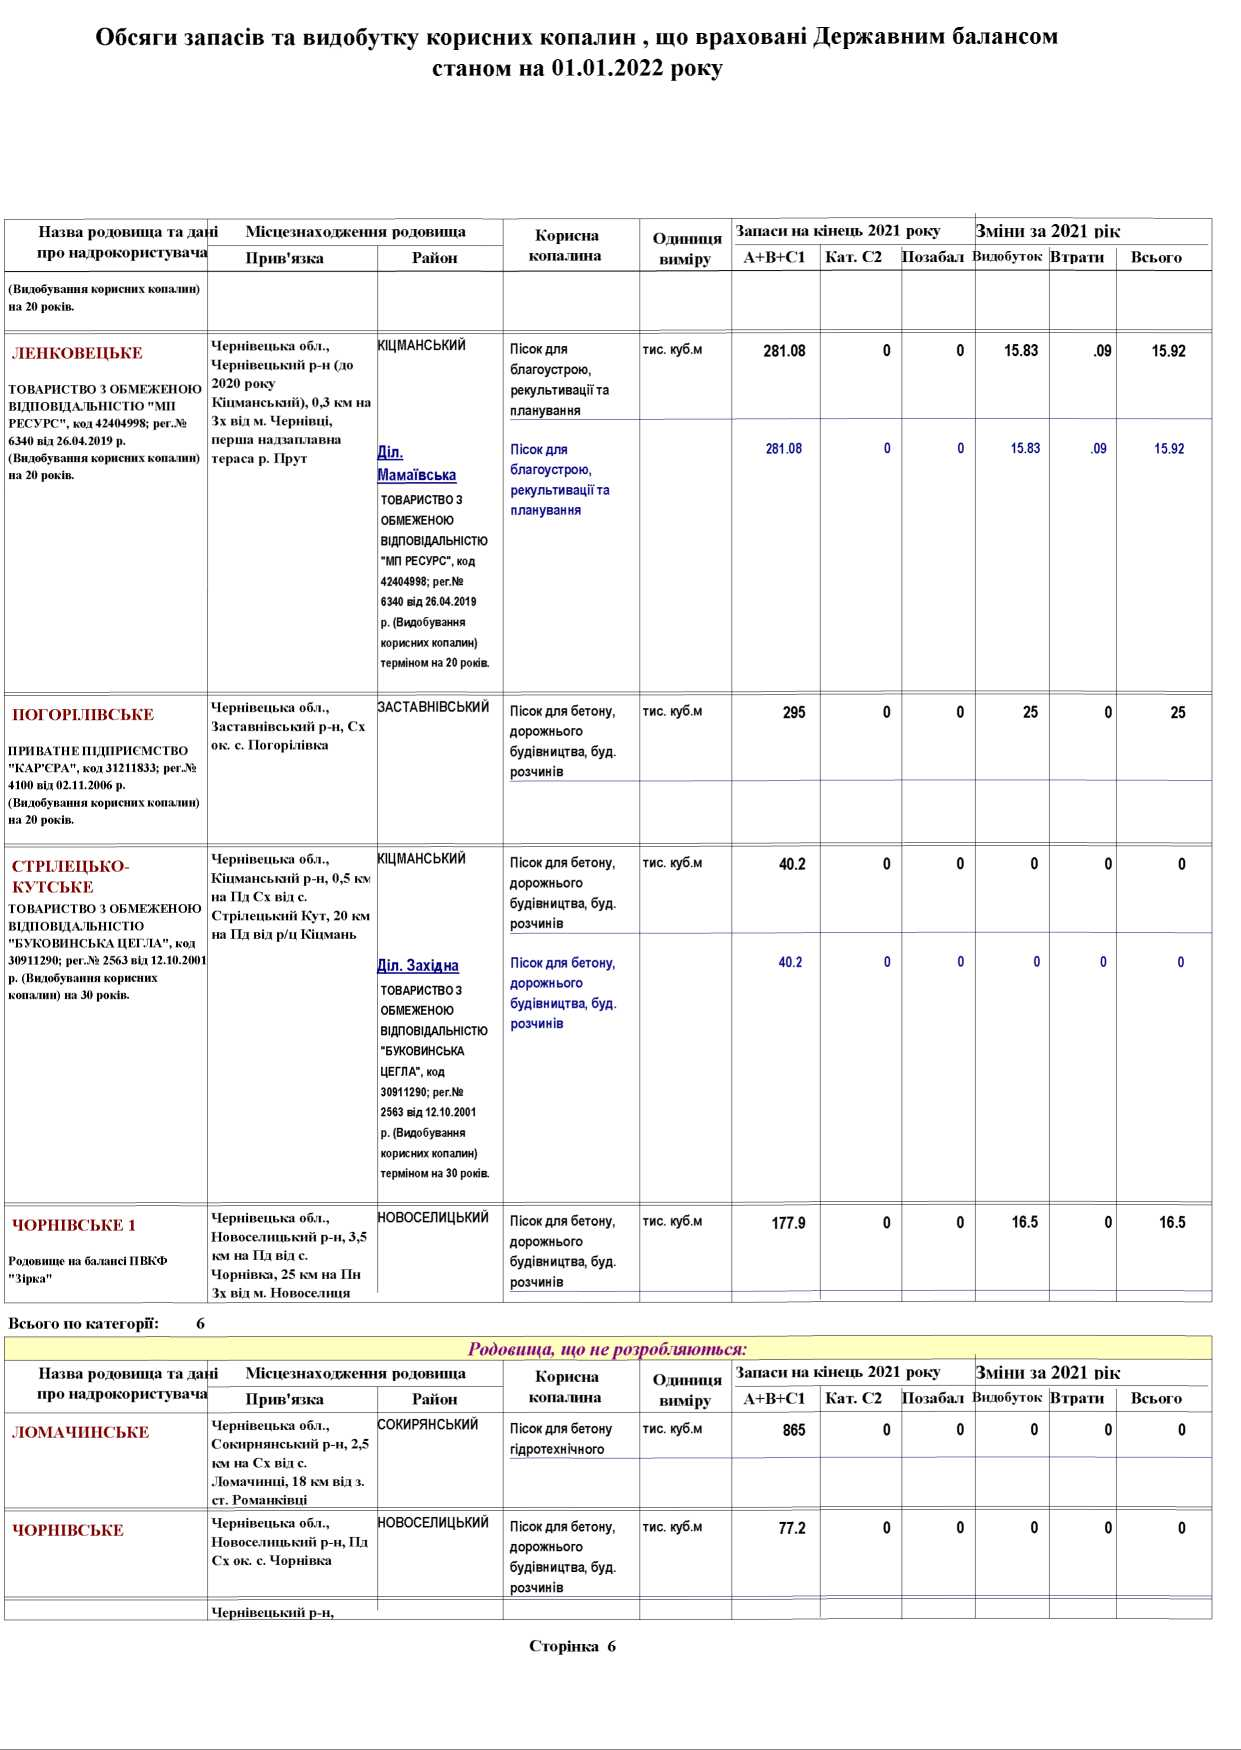 Обсяги запасів та видобутку корисних копалин , що враховані Державним балансом
станом на 01.01.2022 року
Назва родовища та дані
про надрокористувача
Місцезнаходження родовища
Прив'язка
Район
Корисна
копалина
Одиниця
виміру
Запаси на кінець 2021 року
А+В+С1
Кат. С2
Позабал
Зміни за 2021 рік
Видобуток
Втрати
Всього
(Видобування корисних копалин)
на 20 років.
ЛЕНКОВЕЦЬКЕ
ТОВАРИСТВО З ОБМЕЖЕНОЮ
ВІДПОВІДАЛЬНІСТЮ "МП
РЕСУРС", код 42404998; рег.№
6340 від 26.04.2019 р.
(Видобування корисних копалин)
на 20 років.
Чернівецька обл.,
Чернівецький р-н (до
2020 року
Кіцманський), 0,3 км на
Зх від м. Чернівці,
перша надзаплавна
тераса р. Прут
КІЦМАНСЬКИЙ
Пісок для
благоустрою,
рекультивації та
планування
тис. куб.м
281.08
0
0
15.83
.09
15.92
Діл.
Мамаївська
ТОВАРИСТВО З
ОБМЕЖЕНОЮ
ВІДПОВІДАЛЬНІСТЮ
"МП РЕСУРС", код
42404998; рег.№
6340 від 26.04.2019
р. (Видобування
корисних копалин)
терміном на 20 років.
Пісок для
благоустрою,
рекультивації та
планування
281.08
0
0
15.83
.09
15.92
ПОГОРІЛІВСЬКЕ
ПРИВАТНЕ ПІДПРИЄМСТВО
"КАР'ЄРА", код 31211833; рег.№
4100 від 02.11.2006 р.
(Видобування корисних копалин)
на 20 років.
Чернівецька обл.,
Заставнівський р-н, Сх
ок. с. Погорілівка
ЗАСТАВНІВСЬКИЙ
Пісок для бетону,
дорожнього
будівництва, буд.
розчинів
тис. куб.м
295
0
0
25
0
25
СТРІЛЕЦЬКО-
КУТСЬКЕ
ТОВАРИСТВО З ОБМЕЖЕНОЮ
ВІДПОВІДАЛЬНІСТЮ
"БУКОВИНСЬКА ЦЕГЛА", код
30911290; рег.№ 2563 від 12.10.2001
р. (Видобування корисних
копалин) на 30 років.
Чернівецька обл.,
Кіцманський р-н, 0,5 км
на Пд Сх від с.
Стрілецький Кут, 20 км
на Пд від р/ц Кіцмань
КІЦМАНСЬКИЙ
Пісок для бетону,
дорожнього
будівництва, буд.
розчинів
тис. куб.м
40.2
0
0
0
0
0
Діл. Західна
ТОВАРИСТВО З
ОБМЕЖЕНОЮ
ВІДПОВІДАЛЬНІСТЮ
"БУКОВИНСЬКА
ЦЕГЛА", код
30911290; рег.№
2563 від 12.10.2001
р. (Видобування
корисних копалин)
терміном на 30 років.
Пісок для бетону,
дорожнього
будівництва, буд.
розчинів
40.2
0
0
0
0
0
ЧОРНІВСЬКЕ 1
Родовище на балансі ПВКФ
"Зірка"
Чернівецька обл.,
Новоселицький р-н, 3,5
км на Пд від с.
Чорнівка, 25 км на Пн
Зх від м. Новоселиця
НОВОСЕЛИЦЬКИЙ
Пісок для бетону,
дорожнього
будівництва, буд.
розчинів
тис. куб.м
177.9
0
0
16.5
0
16.5
Всього по категорії: 6
Родовища, що не розробляються:
Назва родовища та дані
про надрокористувача
Місцезнаходження родовища
Прив'язка
Район
Корисна
копалина
Одиниця
виміру
Запаси на кінець 2021 року
А+В+С1
Кат. С2
Позабал
Зміни за 2021 рік
Видобуток
Втрати
Всього
ЛОМАЧИНСЬКЕ
Чернівецька обл.,
Сокирнянський р-н, 2,5
км на Сх від с.
Ломачинці, 18 км від з.
ст. Романківці
СОКИРЯНСЬКИЙ
Пісок для бетону
гідротехнічного
тис. куб.м
865
0
0
0
0
0
ЧОРНІВСЬКЕ
Чернівецька обл.,
Новоселицький р-н, Пд
Сх ок. с. Чорнівка
НОВОСЕЛИЦЬКИЙ
Пісок для бетону,
дорожнього
будівництва, буд.
розчинів
тис. куб.м
77.2
0
0
0
0
0
Чернівецький р-н,
Сторінка 6